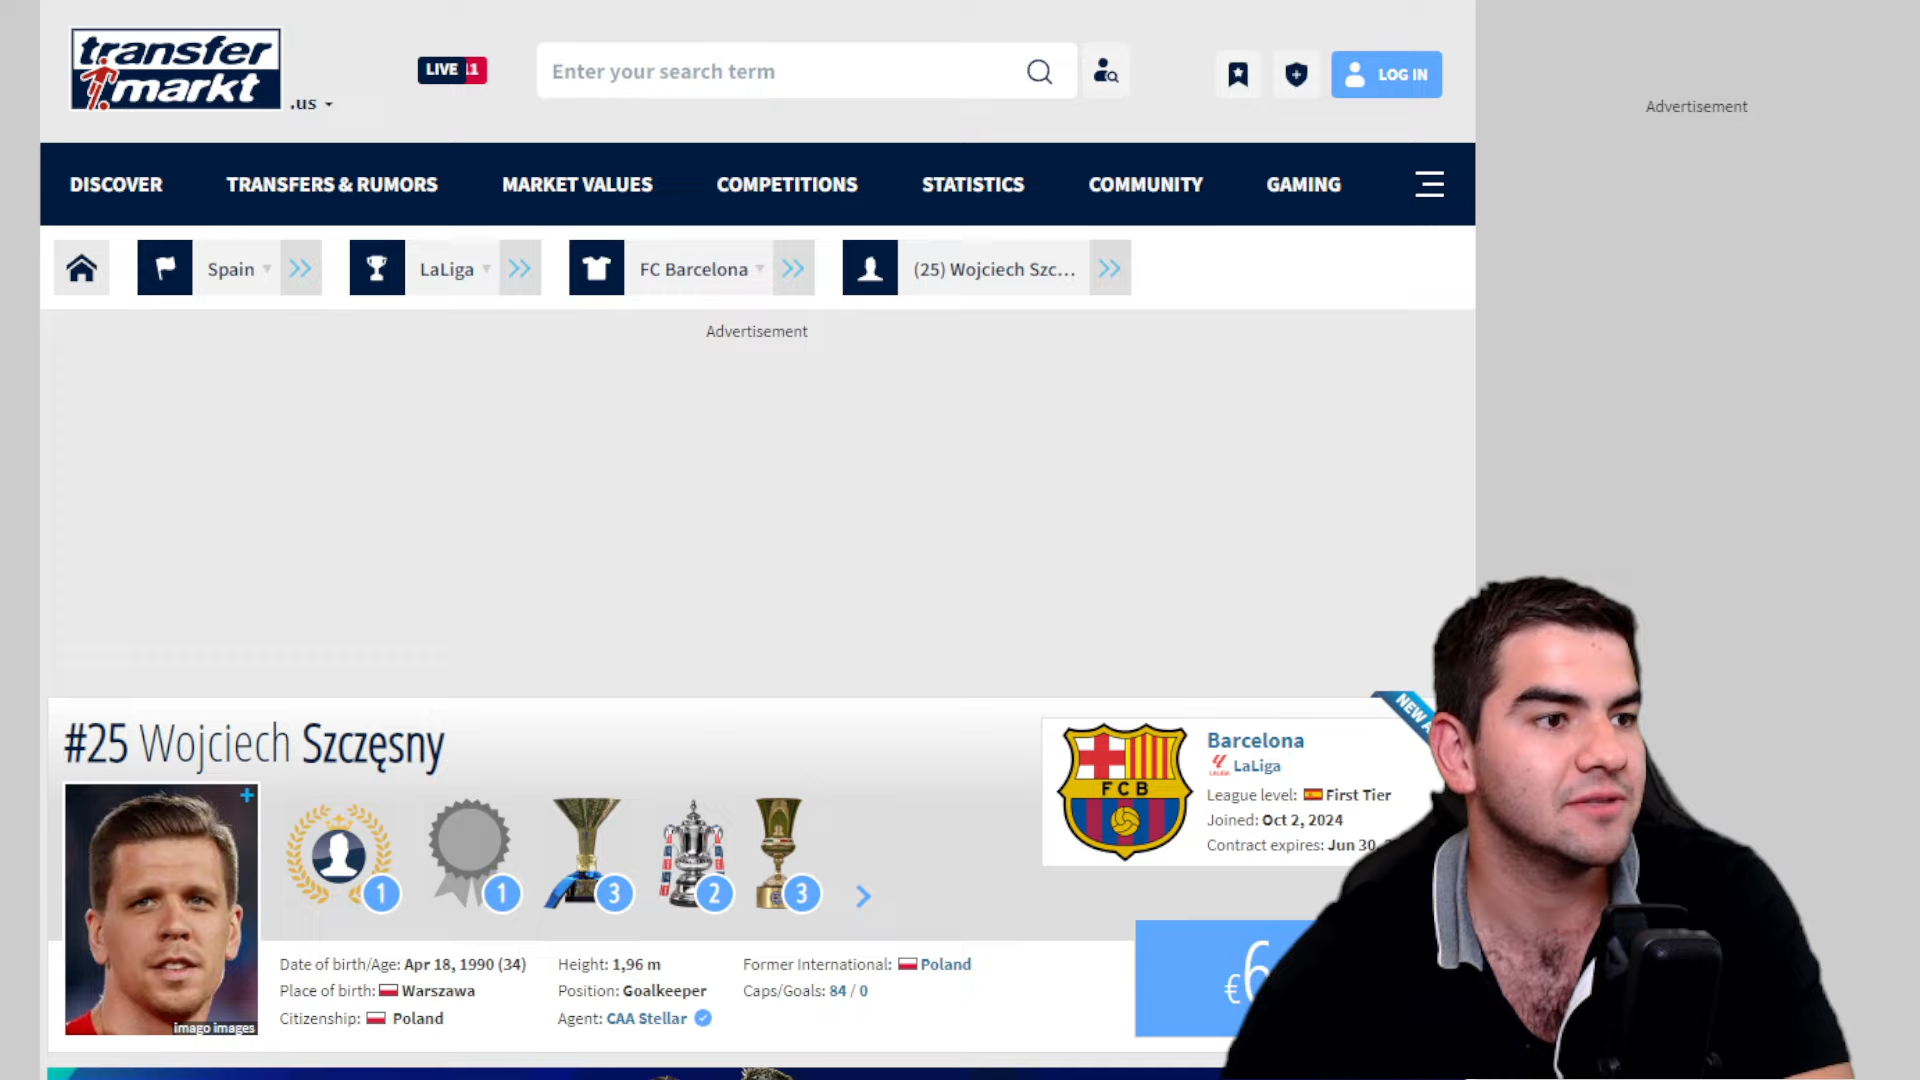 transfer
markt
.us
LIVE 11
Enter your search term
LOG IN
Advertisement
DISCOVER
TRANSFERS & RUMORS
MARKET VALUES
COMPETITIONS
STATISTICS
COMMUNITY
GAMING
Spain
LaLiga
FC Barcelona
(25) Wojciech Szc...
Advertisement
#25 Wojciech Szczęsny
imago images
1
1
3
2
3
FCB
NEW
Barcelona
LaLiga
League level: First Tier
Joined: Oct 2, 2024
Contract expires: Jun 30,
Date of birth/Age: Apr 18, 1990 (34)
Place of birth: Warszawa
Citizenship: Poland
Height: 1,96 m
Position: Goalkeeper
Agent: CAA Stellar
Former International: Poland
Caps/Goals: 84 / 0
€6